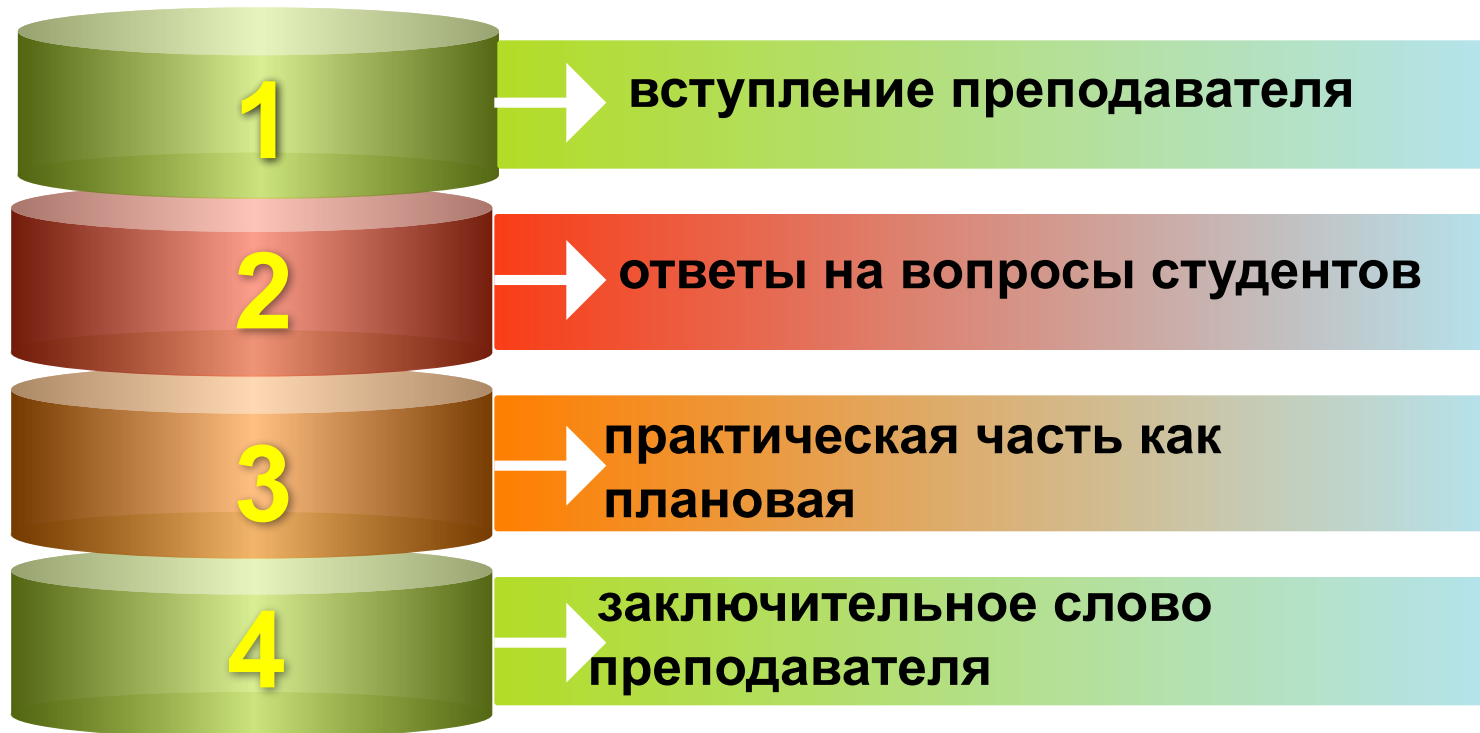 1
вступление преподавателя
2
ответы на вопросы студентов
3
практическая часть как
плановая
4
заключительное слово
преподавателя